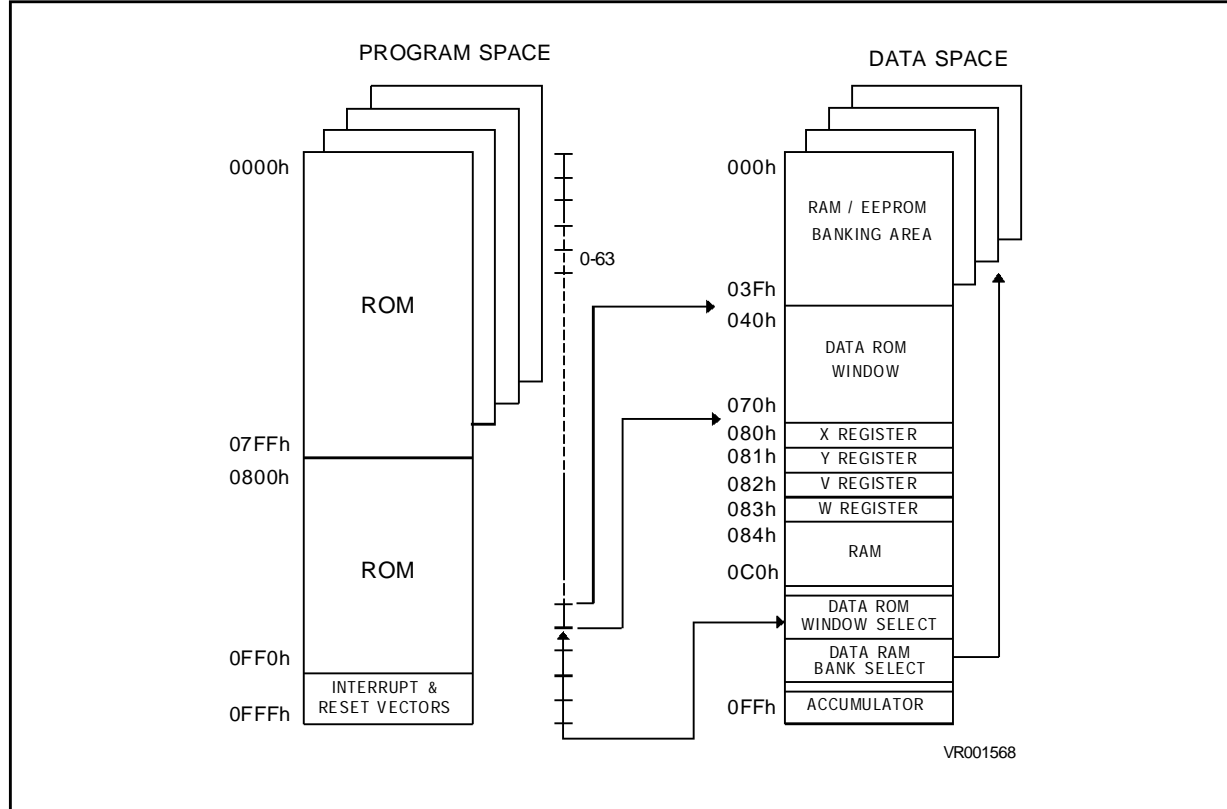 PROGRAM SPACE
0000h
ROM
07FFh
0800h
ROM
0FF0h
INTERRUPT &
RESET VECTORS
0FFFh
0-63
DATA SPACE
000h
RAM / EEPROM
BANKING AREA
03Fh
040h
DATA ROM
WINDOW
070h
080h
X REGISTER
081h
Y REGISTER
082h
V REGISTER
083h
W REGISTER
084h
RAM
0C0h
DATA ROM
WINDOW SELECT
DATA RAM
BANK SELECT
0FFh
ACCUMULATOR
VR001568